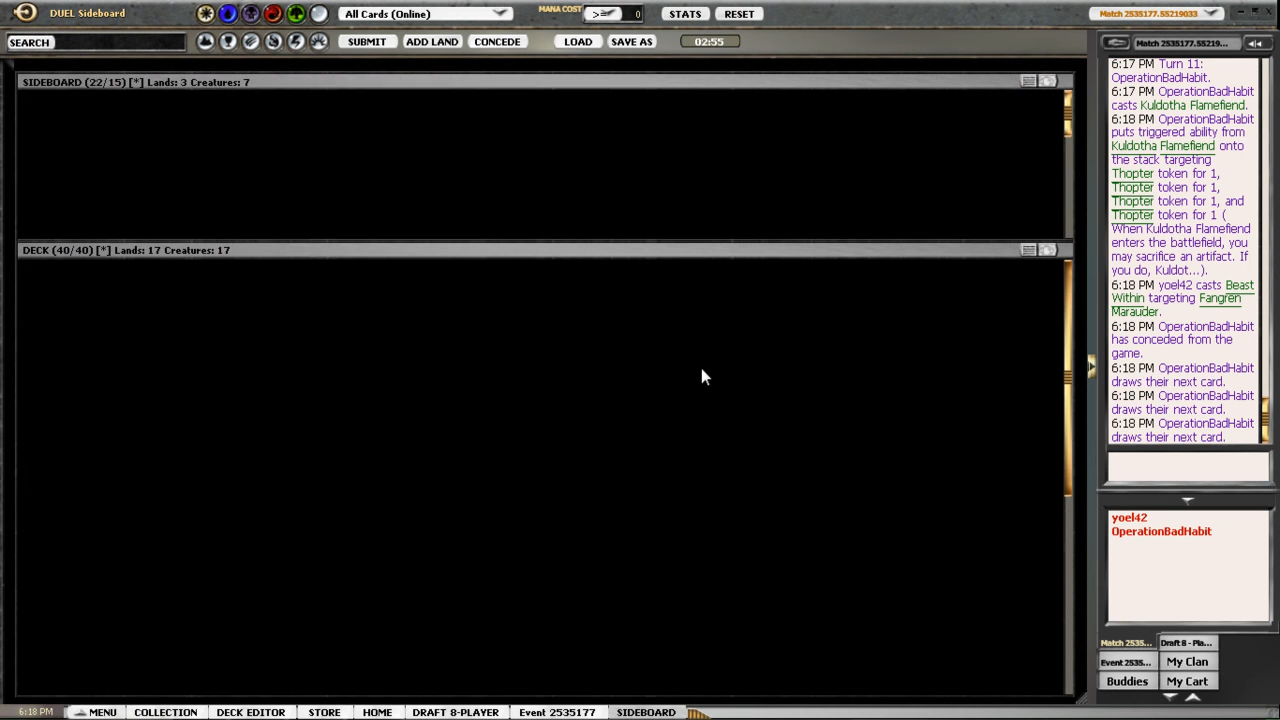 DUEL Sideboard
All Cards (Online)
MANA COST
>=
0
STATS
RESET
Match 2535177.55219033
SEARCH
SUBMIT
ADD LAND
CONCEDE
LOAD
SAVE AS
02:55
Match 2535177.55219...
SIDEBOARD (22/15) [*] Lands: 3 Creatures: 7
DECK (40/40) [*] Lands: 17 Creatures: 17
6:17 PM Turn 11:
OperationBadHabit.
6:17 PM OperationBadHabit
casts Kuldotha Flamefiend.
6:18 PM OperationBadHabit
puts triggered ability from
Kuldotha Flamefiend onto
the stack targeting
Thopter token for 1,
Thopter token for 1,
Thopter token for 1, and
Thopter token for 1 (
When Kuldotha Flamefiend
enters the battlefield, you
may sacrifice an artifact. If
you do, Kuldot...).
6:18 PM yoel42 casts Beast
Within targeting Fangren
Marauder.
6:18 PM OperationBadHabit
has conceded from the
game.
6:18 PM OperationBadHabit
draws their next card.
6:18 PM OperationBadHabit
draws their next card.
6:18 PM OperationBadHabit
draws their next card.
yoel42
OperationBadHabit
Match 2535...
Draft 8 - Pla...
Event 2535...
My Clan
Buddies
My Cart
6:18 PM
MENU
COLLECTION
DECK EDITOR
STORE
HOME
DRAFT 8-PLAYER
Event 2535177
SIDEBOARD